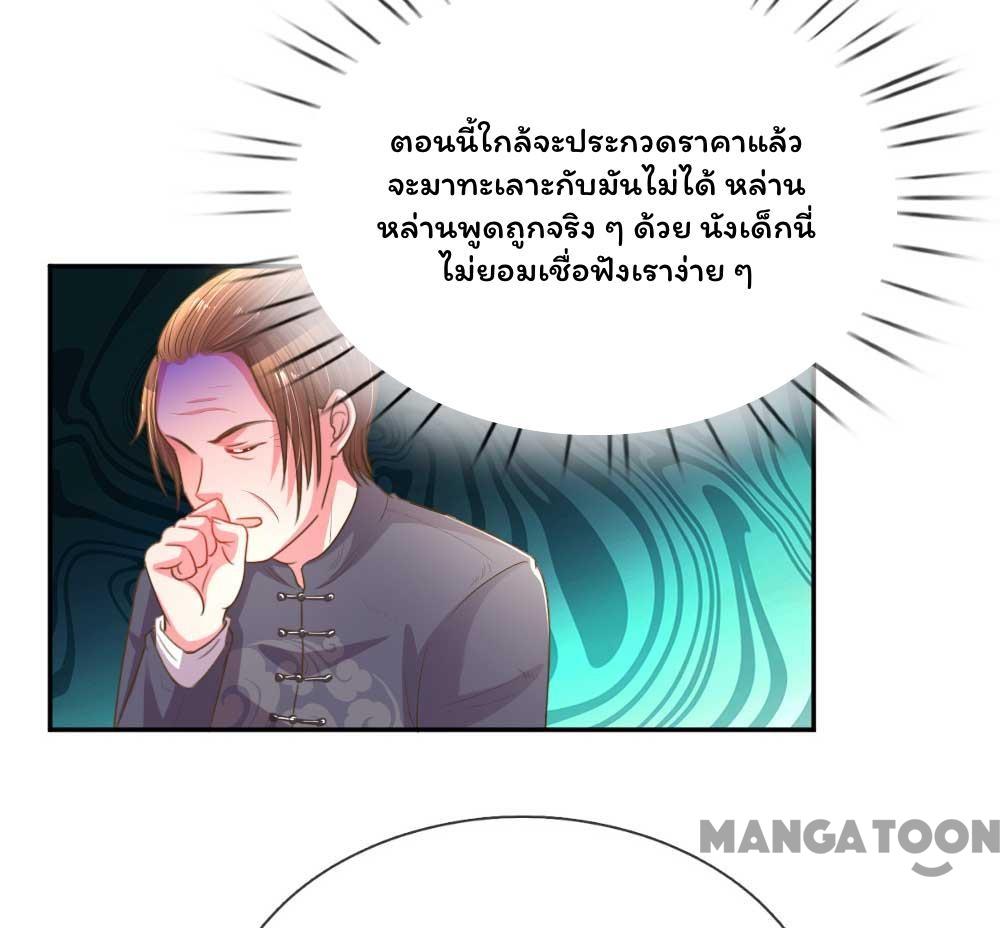 ตอนนี้ใกล้จะประกวดราคาแล้ว
จะมาทะเลาะกับมันไม่ได้ หล่าน
หล่านพูดถูกจริง ๆ ด้วย นังเด็กนี่
ไม่ยอมเชื่อฟังเราง่าย ๆ
MANGATOON